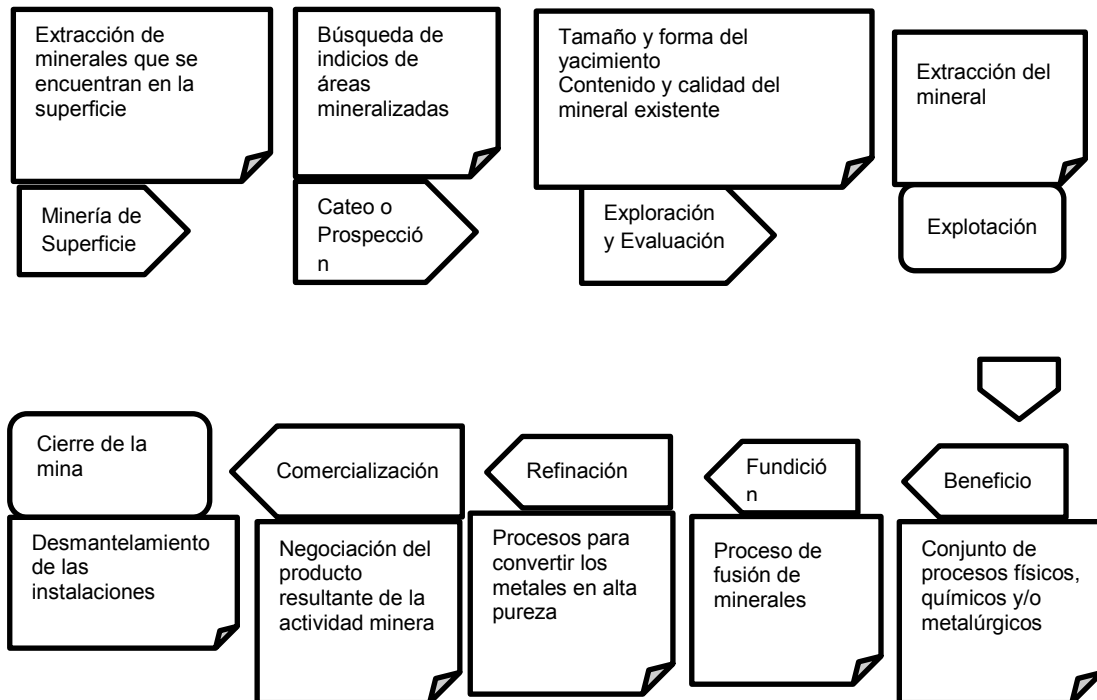 Extracción de
minerales que se
encuentran en la
superficie
Minería de
Superficie
Búsqueda de
indicios de
áreas
mineralizadas
Cateo o
Prospecció
n
Tamaño y forma del
yacimiento
Contenido y calidad del
mineral existente
Exploración
y Evaluación
Extracción del
mineral
Explotación
Cierre de la
mina
Desmantelamiento
de las
instalaciones
Comercialización
Negociación del
producto
resultante de la
actividad minera
Refinación
Procesos para
convertir los
metales en alta
pureza
Fundició
n
Proceso de
fusión de
minerales
Beneficio
Conjunto de
procesos físicos,
químicos y/o
metalúrgicos